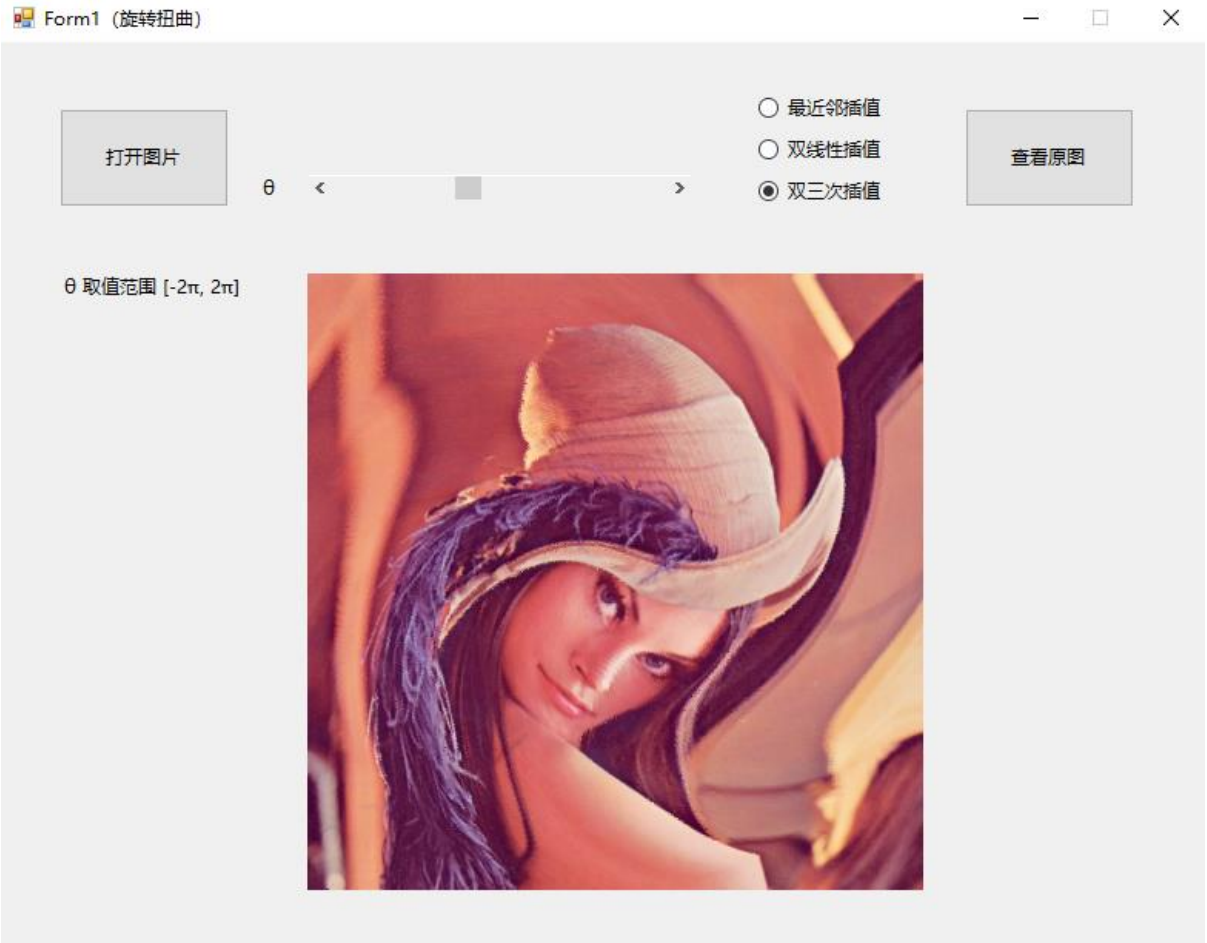 Form1（旋转扭曲）
打开图片
θ
最近邻插值
双线性插值
双三次插值
查看原图
θ 取值范围 [-2π, 2π]